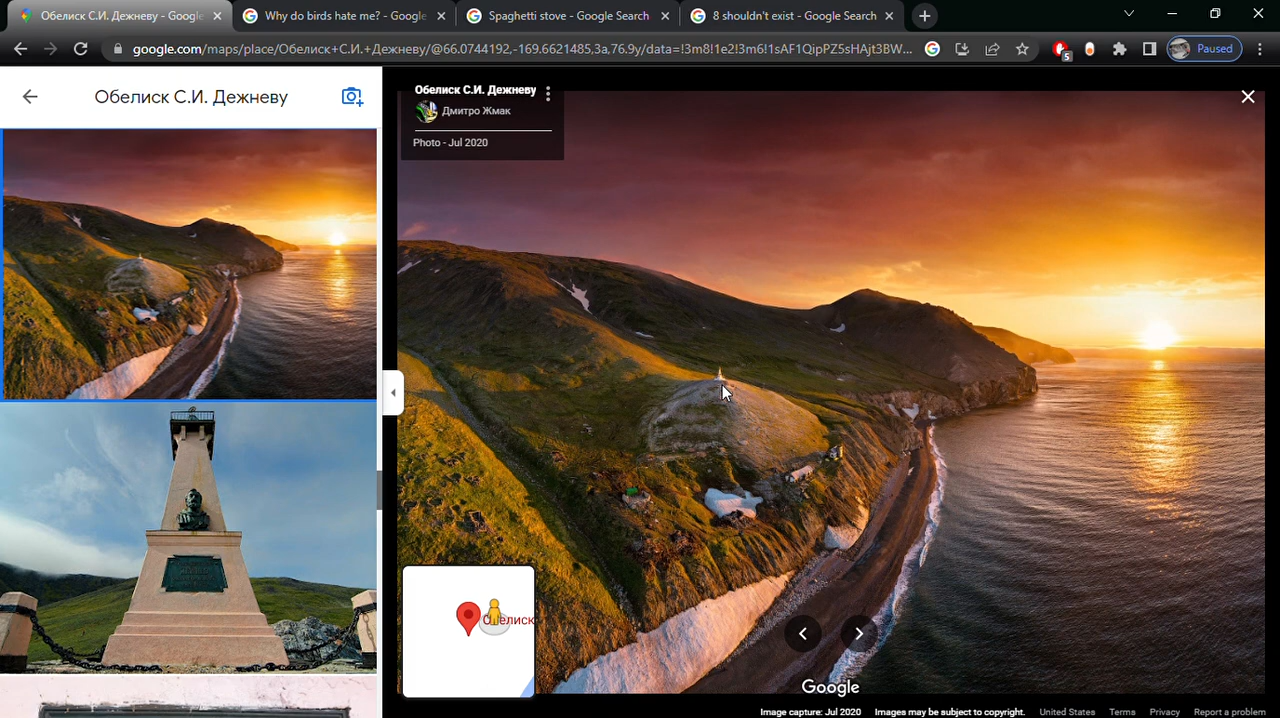 Обелиск С.И. Дежневу - Google
Why do birds hate me? - Google
Spaghetti stove - Google Search
8 shouldn't exist - Google Search
google.com/maps/place/Обелиск+С.И.+Дежневу/@66.0744192,-169.6621485,3a,76.9y/data=!3m8!1e2!3m6!1sAF1QipPZ5sHAjt3BW...
5
Paused
Обелиск С.И. Дежневу
Обелиск С.И. Дежневу
Дмитро Жмак
Photo - Jul 2020
Обелиск
Google
Image capture: Jul 2020 Images may be subject to copyright. United States Terms Privacy Report a problem